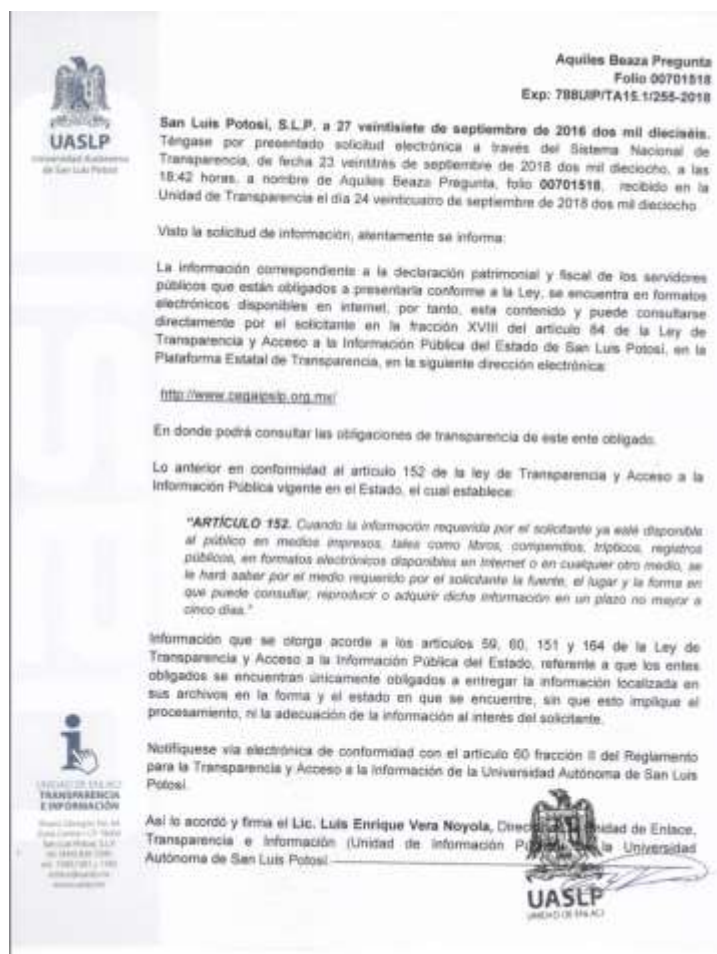 Aquiles Beaza Pregunta
Folio 00701518
Exp: 788UIP/TA15.1/255-2018
UASLP
Universidad Autónoma
de San Luis Potosí
San Luis Potosí, S.L.P. a 27 veintisiete de septiembre de 2016 dos mil dieciséis.
Téngase por presentado solicitud electrónica a través del Sistema Nacional de
Transparencia, de fecha 23 veintitrés de septiembre de 2018 dos mil dieciocho, a las
18:42 horas, a nombre de Aquiles Beaza Pregunta, folio 00701518, recibido en la
Unidad de Transparencia el día 24 veinticuatro de septiembre de 2018 dos mil dieciocho
Visto la solicitud de información, atentamente se informa:
La información correspondiente a la declaración patrimonial y fiscal de los servidores
públicos que están obligados a presentarla conforme a la Ley, se encuentra en formatos
electrónicos disponibles en internet, por tanto, esta contenido y puede consultarse
directamente por el solicitante en la fracción XVIII del artículo 84 de la Ley de
Transparencia y Acceso a la Información Pública del Estado de San Luis Potosí, en la
Plataforma Estatal de Transparencia, en la siguiente dirección electrónica:
http://www.cegaipslp.org.mx/
En donde podrá consultar las obligaciones de transparencia de este ente obligado.
Lo anterior en conformidad al artículo 152 de la ley de Transparencia y Acceso a la
Información Pública vigente en el Estado, el cual establece:
"ARTÍCULO 152. Cuando la información requerida por el solicitante ya esté disponible
al público en medios impresos, tales como libros, compendios, trípticos, registros
públicos, en formatos electrónicos disponibles en Internet o en cualquier otro medio, se
le hará saber por el medio requerido por el solicitante la fuente, el lugar y la forma en
que puede consultar, reproducir o adquirir dicha información en un plazo no mayor a
cinco días."
Información que se otorga acorde a los artículos 59, 60, 151 y 164 de la Ley de
Transparencia y Acceso a la Información Pública del Estado, referente a que los entes
obligados se encuentran únicamente obligados a entregar la información localizada en
sus archivos en la forma y el estado en que se encuentre, sin que esto implique el
procesamiento, ni la adecuación de la información al interés del solicitante.
Notifíquese vía electrónica de conformidad con el artículo 60 fracción II del Reglamento
para la Transparencia y Acceso a la Información de la Universidad Autónoma de San Luis
Potosí.
Así lo acordó y firma el Lic. Luis Enrique Vera Noyola, Unidad de Enlace,
Transparencia e Información (Unidad de Información la Universidad
Autónoma de San Luis Potosí
UNIDAD DE ENLACE
TRANSPARENCIA
E INFORMACIÓN
UASLP
UNIDAD DE ENLACE